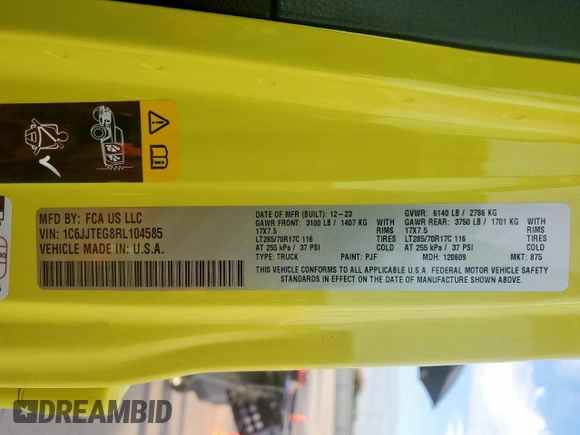 MFD BY: FCA US LLC
VIN: 1C6JJTEG8RL104585
VEHICLE MADE IN: U.S.A.
DATE OF MFR (BUILT): 12-23
GAWR FRONT: 3100 LB / 1407 KG WITH
17X7.5 RIMS
LT285/70R17C 116 TIRES
AT 255 kPa / 37 PSI
GVWR: 6140 LB / 2786 KG
GAWR REAR: 3750 LB / 1701 KG WITH
17X7.5 RIMS
LT285/70R17C 116 TIRES
AT 255 kPa / 37 PSI
TYPE: TRUCK PAINT: PJF MDH: 120609 MKT: 875
THIS VEHICLE CONFORMS TO ALL APPLICABLE U.S.A. FEDERAL MOTOR VEHICLE SAFETY
STANDARDS IN EFFECT ON THE DATE OF MANUFACTURE SHOWN ABOVE.
DREAMBID